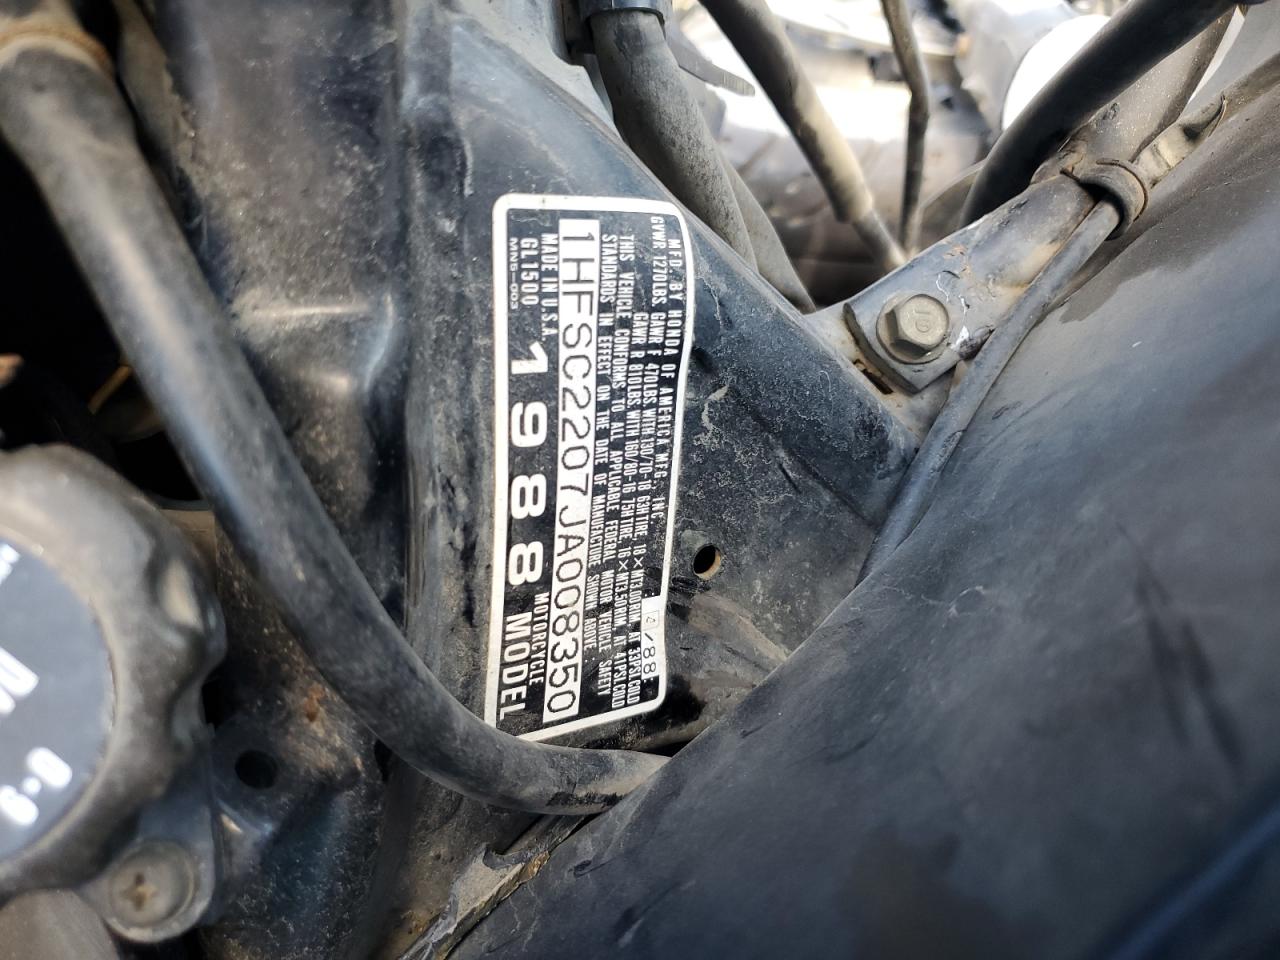 MFD. BY HONDA OF AMERICA MFG., INC. 4/88
GVWR 1270LBS. GAWR F 470LBS. WITH 130/70-18 63H TIRE, 18×MT3.00 RIM, AT 33PSI. COLD
GAWR R 810LBS. WITH 160/80-16 75H TIRE, 16×MT3.50 RIM, AT 41PSI. COLD
THIS VEHICLE CONFORMS TO ALL APPLICABLE FEDERAL MOTOR VEHICLE SAFETY
STANDARDS IN EFFECT ON THE DATE OF MANUFACTURE SHOWN ABOVE.
1HFSC2207JA008350
MADE IN U.S.A. MOTORCYCLE
GL1500 1988 MODEL
MN5-003
10